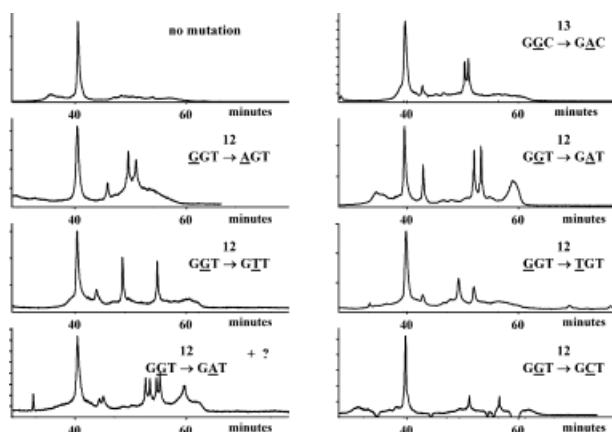 no mutation
40 60 minutes
12
GGT → AGT
40 60 minutes
12
GGT → GTT
40 60 minutes
12
GGT → GAT + ?
40 60 minutes
13
GGC → GAC
40 60 minutes
12
GGT → GAT
40 60 minutes
12
GGT → TGT
40 60 minutes
12
GGT → GCT
40 60 minutes